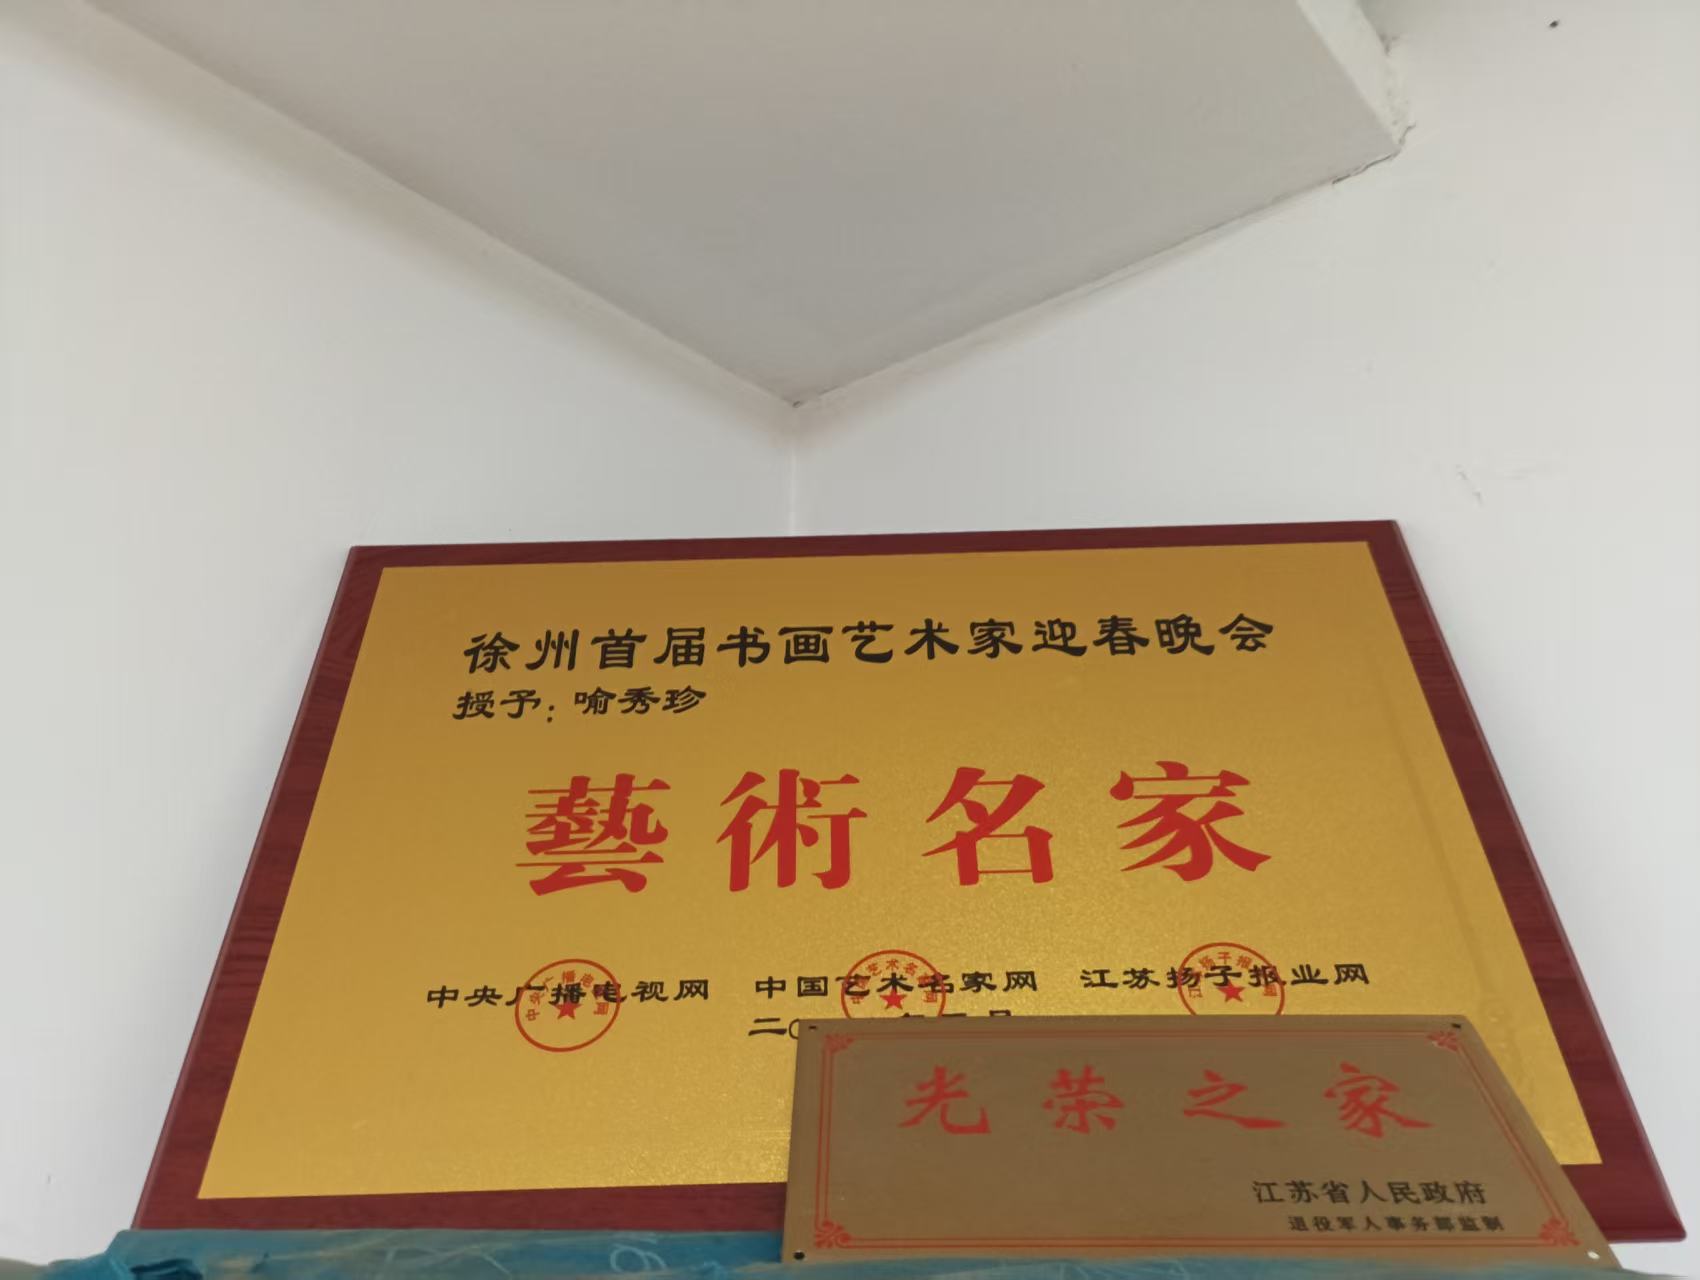 徐州首届书画艺术家迎春晚会
授予：喻秀珍
藝術名家
中央广播电视网 中国艺术名家网 江苏扬子报业网
二〇
光荣之家
江苏省人民政府
退役军人事务部监制